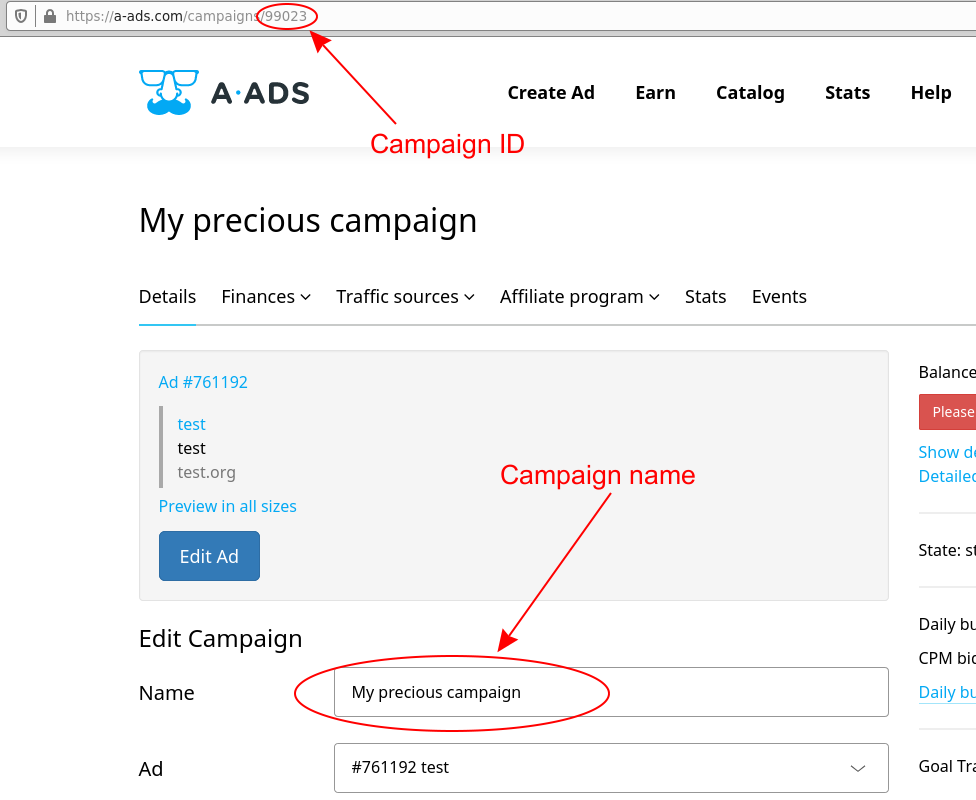 https://a-ads.com/campaigns/99023
A·ADS
Create Ad Earn Catalog Stats Help
Campaign ID
My precious campaign
Details Finances Traffic sources Affiliate program Stats Events
Ad #761192
test
test
test.org
Preview in all sizes
Edit Ad
Campaign name
Balance
Please
Show de
Detailed
State: st
Edit Campaign
Name
My precious campaign
Ad
#761192 test
Daily bu
CPM bid
Daily bu
Goal Tra